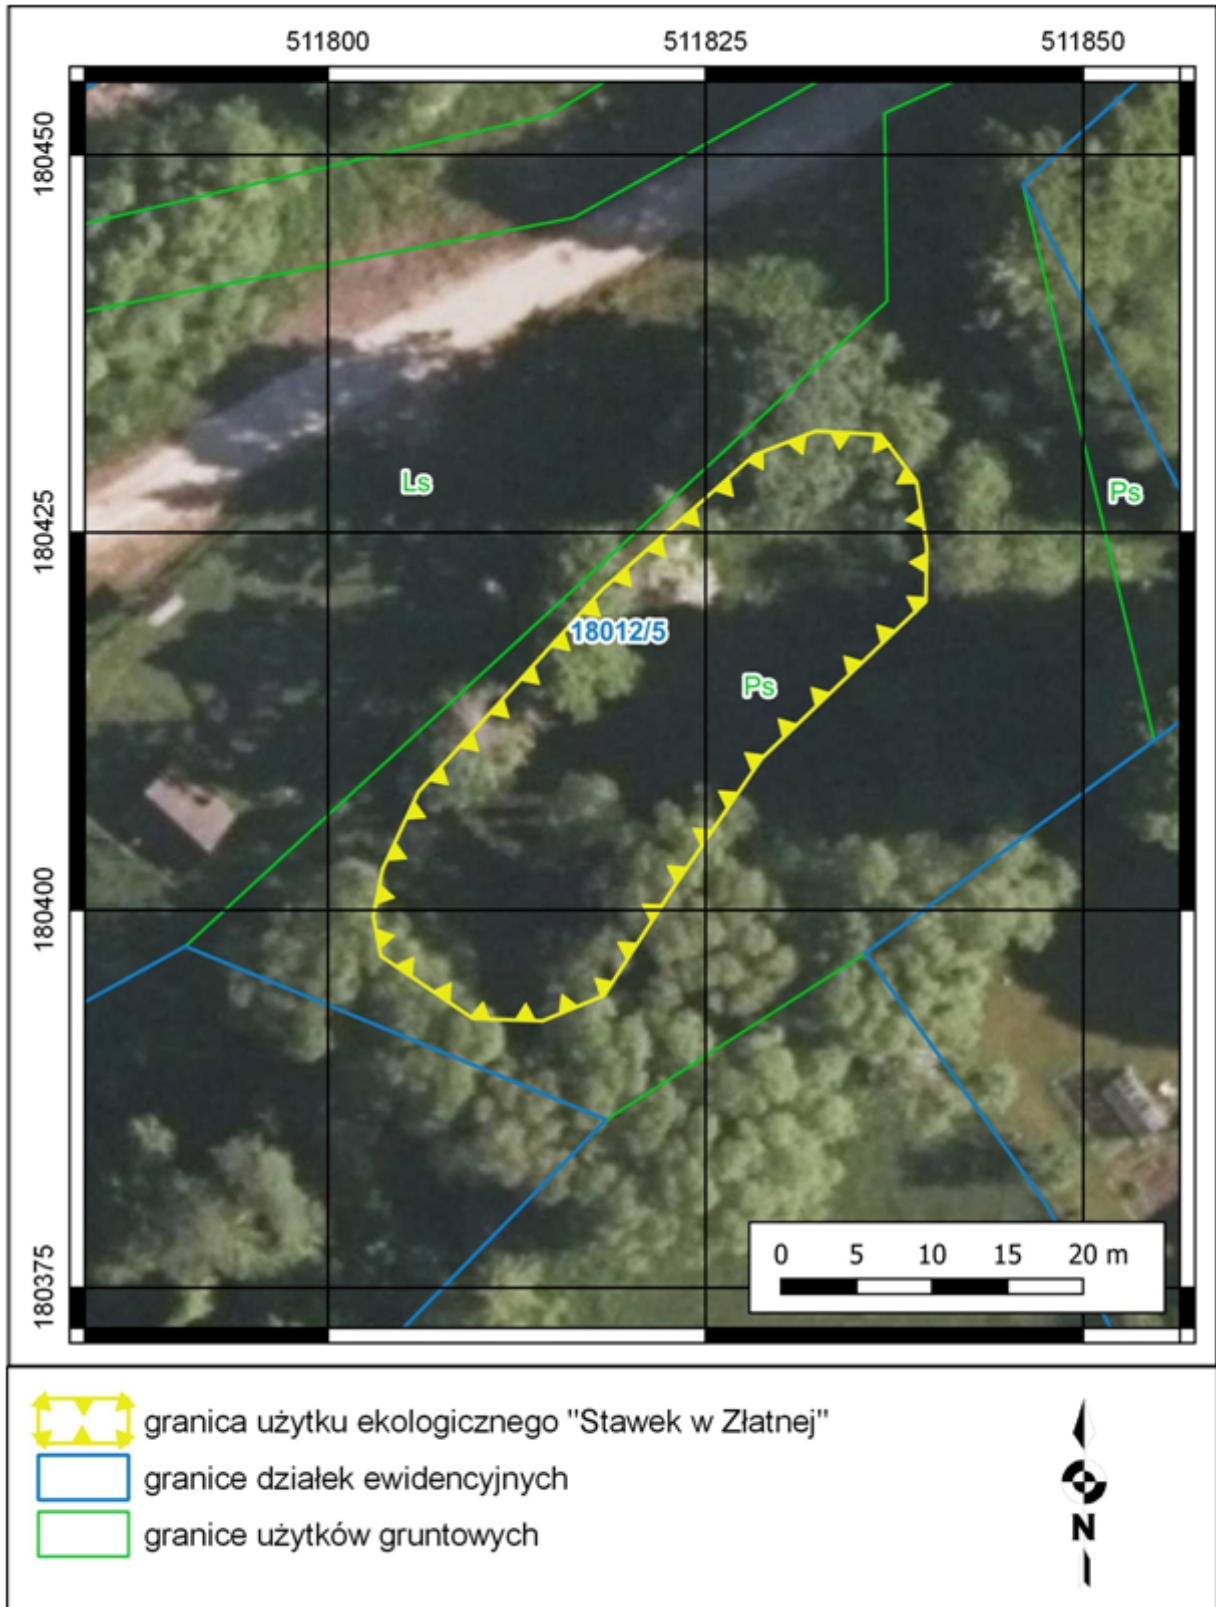 511800 511825 511850
180450
Ls
Ps
180425
18012/5
Ps
180400
180375
0 5 10 15 20 m
granica użytku ekologicznego "Stawek w Złatnej"
granice działek ewidencyjnych
granice użytków gruntowych
N